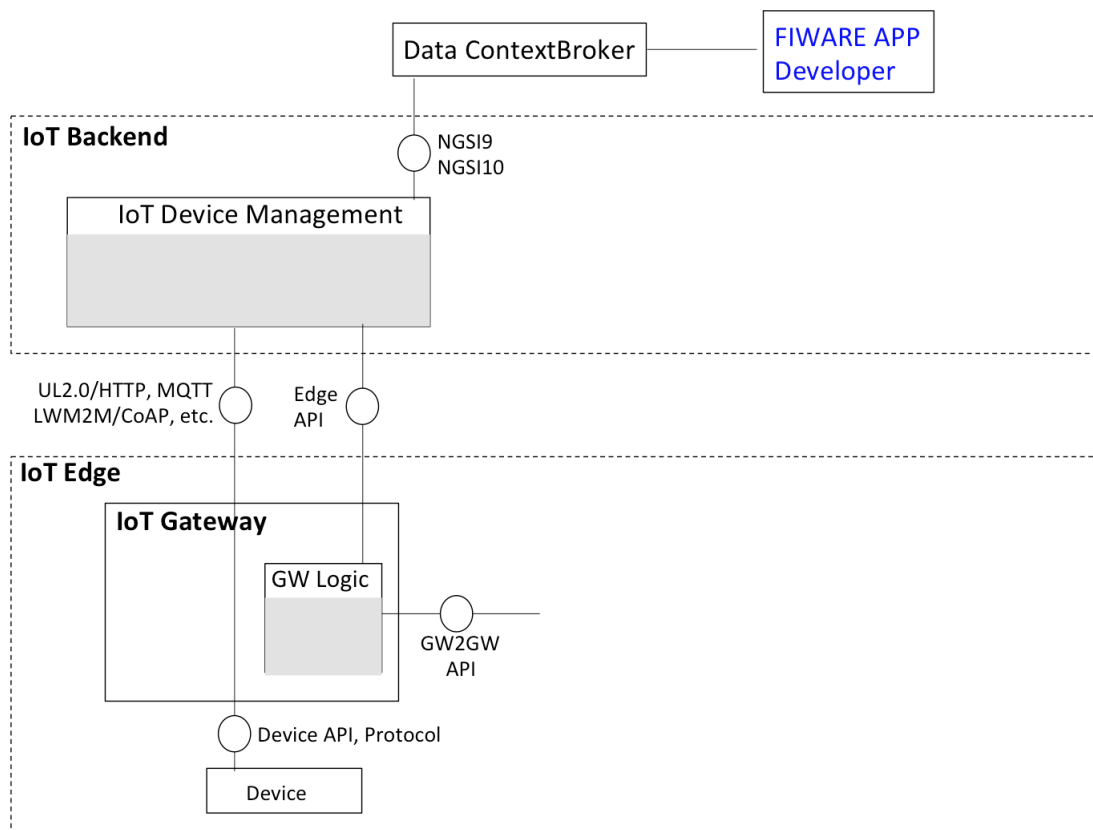 Data ContextBroker
FIWARE APP
Developer
IoT Backend
NGSI9
NGSI10
IoT Device Management
UL2.0/HTTP, MQTT
LWM2M/CoAP, etc.
Edge
API
IoT Edge
IoT Gateway
GW Logic
GW2GW
API
Device API, Protocol
Device